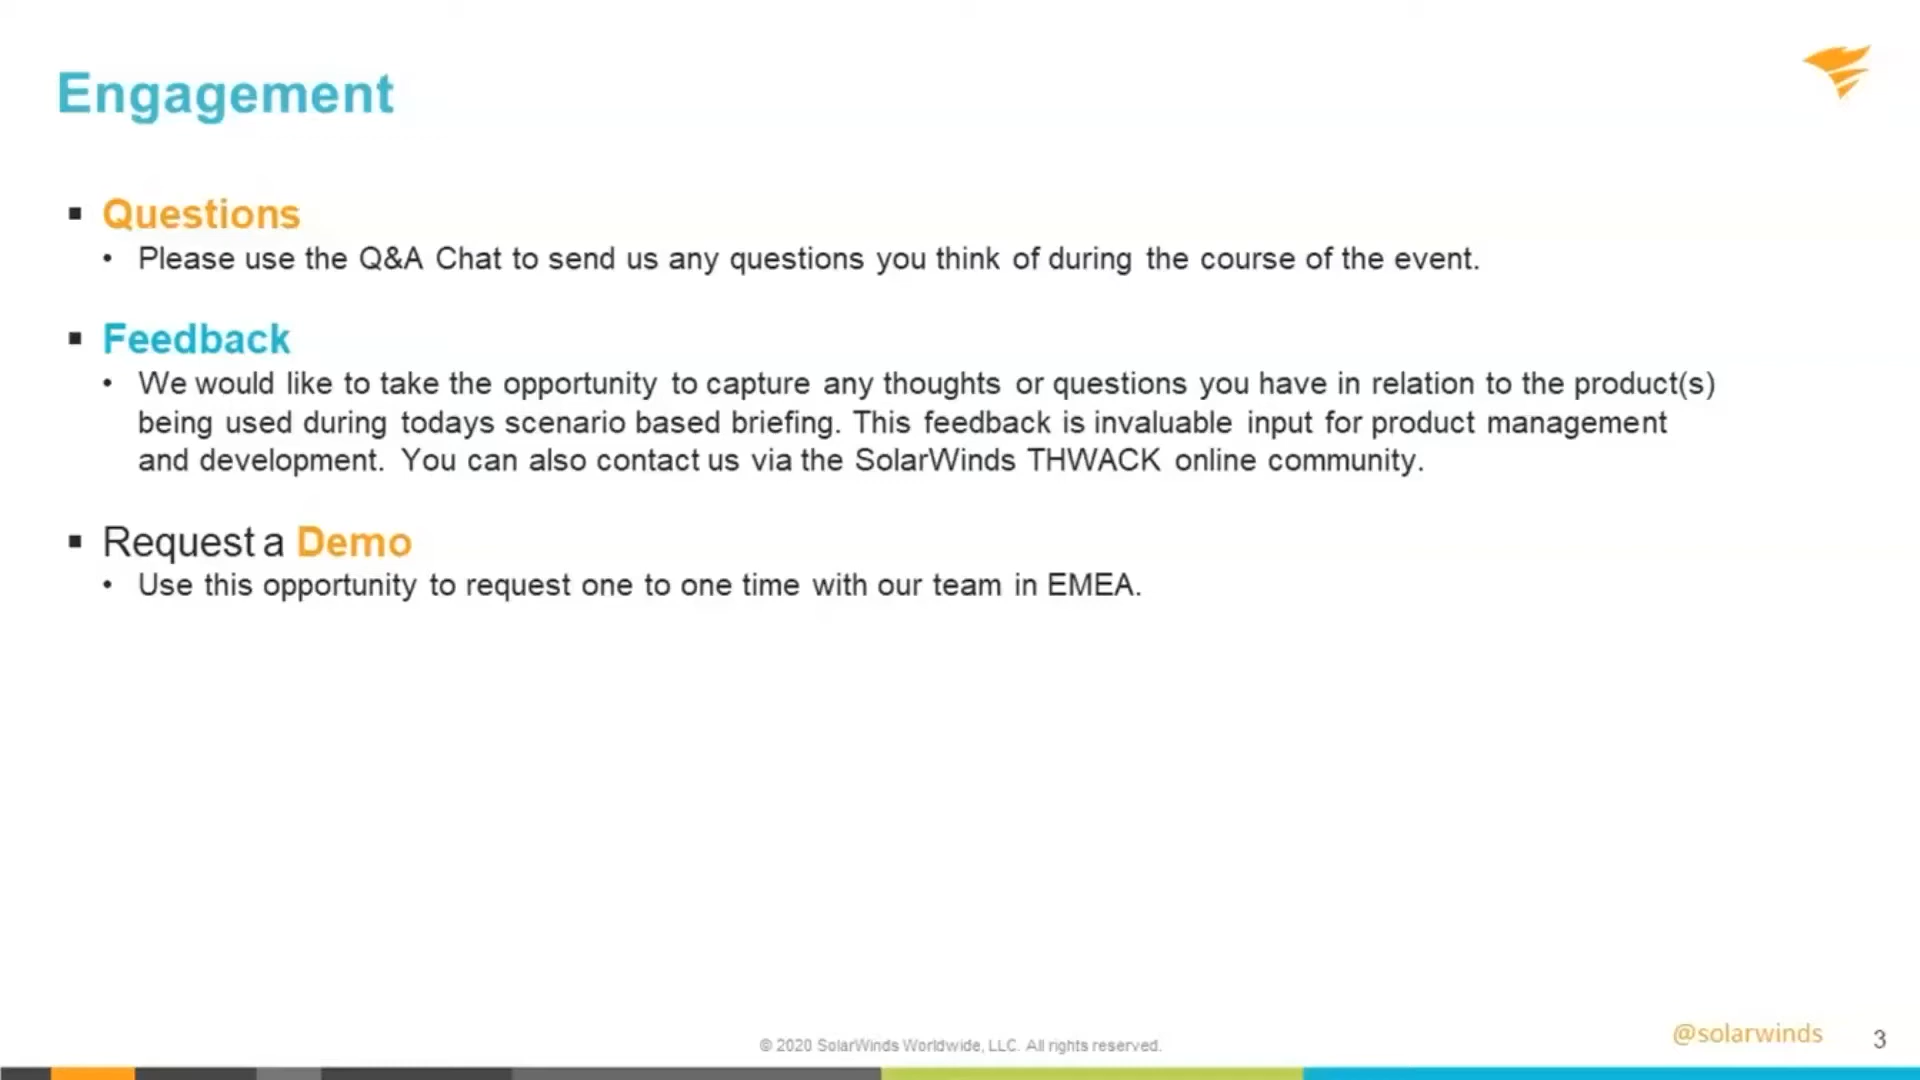 Engagement
▪ Questions
• Please use the Q&A Chat to send us any questions you think of during the course of the event.
▪ Feedback
• We would like to take the opportunity to capture any thoughts or questions you have in relation to the product(s)
being used during todays scenario based briefing. This feedback is invaluable input for product management
and development. You can also contact us via the SolarWinds THWACK online community.
▪ Request a Demo
• Use this opportunity to request one to one time with our team in EMEA.
© 2020 SolarWinds Worldwide, LLC. All rights reserved.
@solarwinds
3